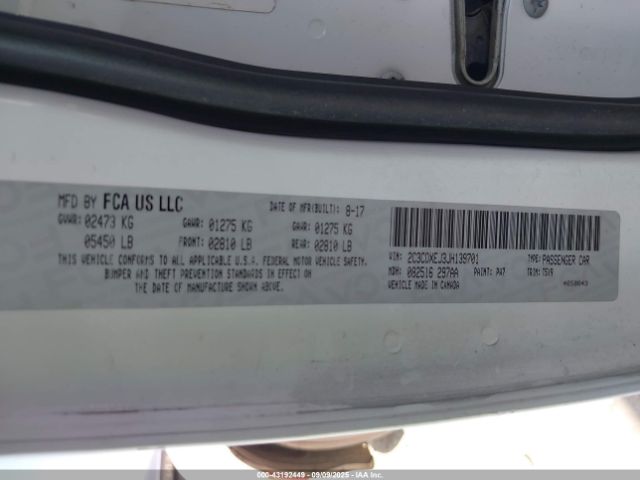 MFD BY FCA US LLC
DATE OF MFR(BUILT): 8-17
GVWR: 02473 KG GAWR: 01275 KG GAWR: 01275 KG
05450 LB FRONT: 02810 LB REAR: 02810 LB
THIS VEHICLE CONFORMS TO ALL APPLICABLE U.S.A. FEDERAL MOTOR VEHICLE SAFETY,
BUMPER AND THEFT PREVENTION STANDARDS IN EFFECT ON
THE DATE OF MANUFACTURE SHOWN ABOVE.
VIN: 2C3CDXEJ3JH139701 TYPE: PASSENGER CAR
MDH: 082516 297AA PAINT: PW7 TRIM:
VEHICLE MADE IN CANADA
000-43192449 - 09/09/2025 - IAA Inc.